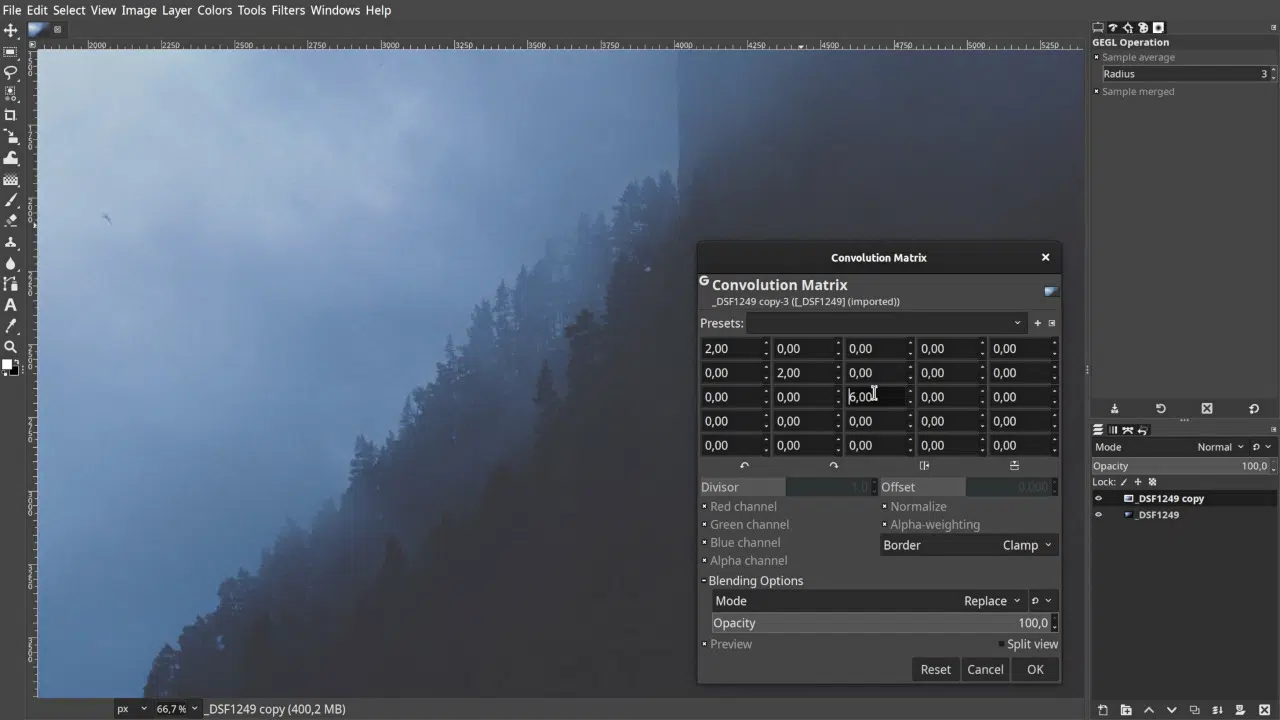 File Edit Select View Image Layer Colors Tools Filters Windows Help
2000 2250 2500 2750 3000 3250 3500 3750 4000 4250 4500 4750 5000 5250
GEGL Operation
Sample average
Radius 3
Sample merged
Convolution Matrix
Convolution Matrix
_DSF1249 copy-3 ([_DSF1249] (imported))
Presets:
2,00 0,00 0,00 0,00 0,00
0,00 2,00 0,00 0,00 0,00
0,00 0,00 6,00 0,00 0,00
0,00 0,00 0,00 0,00 0,00
0,00 0,00 0,00 0,00 0,00
Divisor 1.0 Offset 0.000
Red channel Normalize
Green channel Alpha-weighting
Blue channel Border Clamp
Alpha channel
Blending Options
Mode Replace
Opacity 100,0
Preview Split view
Reset Cancel OK
Mode Normal
Opacity 100,0
Lock:
_DSF1249 copy
_DSF1249
px 66,7 % _DSF1249 copy (400,2 MB)